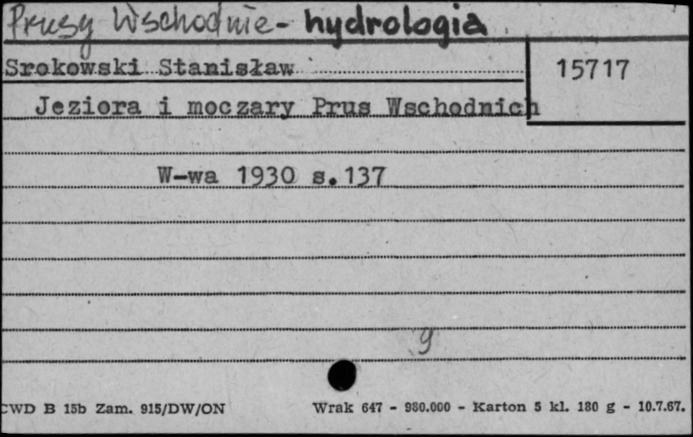 Prusy Wschodnie - hydrologia
Srokowski Stanisław
15717
Jeziora i moczary Prus Wschodnich
W-wa 1930 s.137
9
CWD B 15b Zam. 915/DW/ON
Wrak 647 - 980.000 - Karton 5 kl. 180 g - 10.7.67.